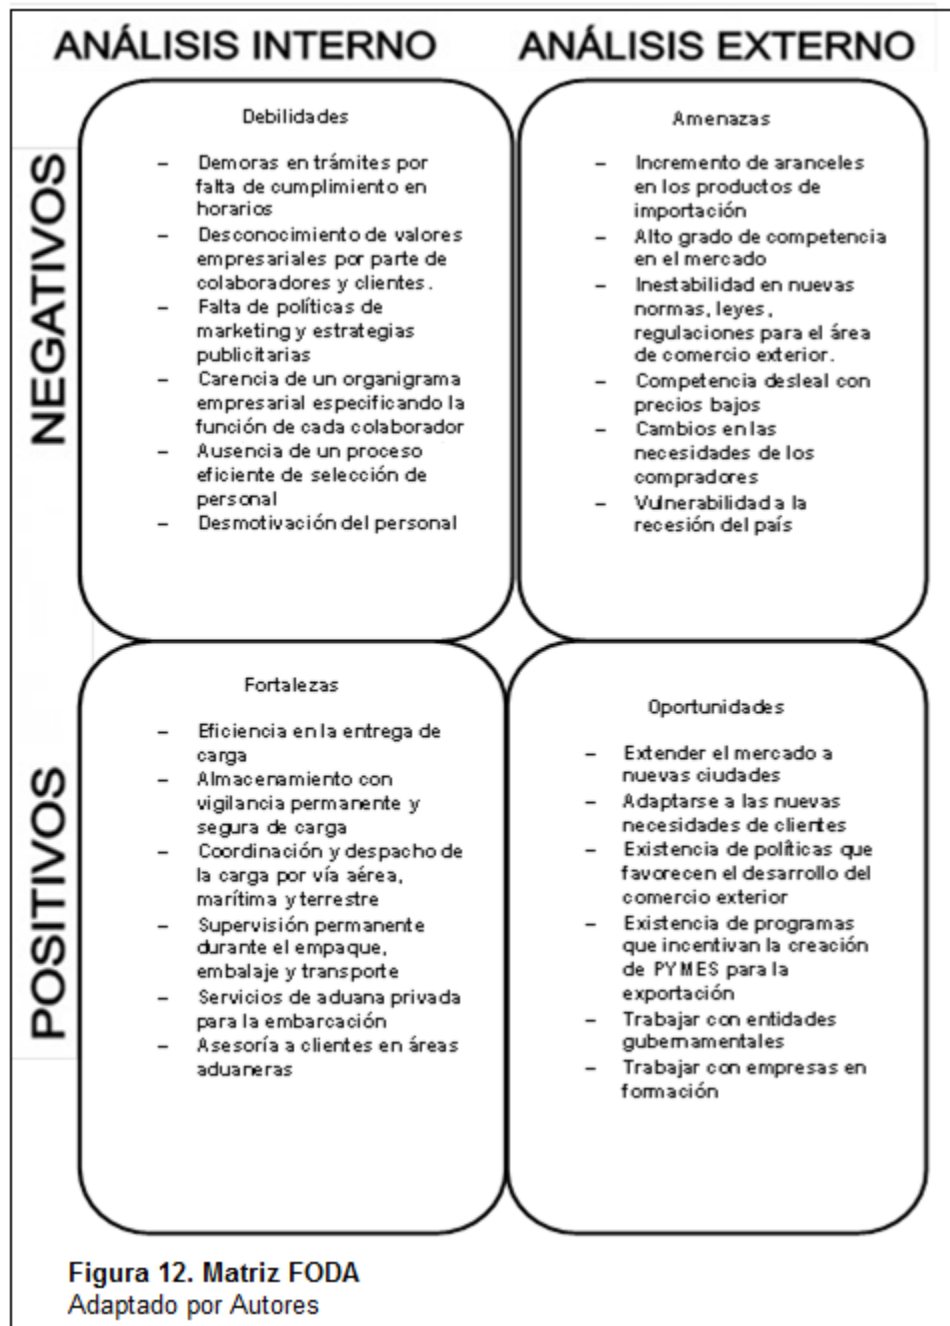 ANÁLISIS INTERNO
ANÁLISIS EXTERNO
NEGATIVOS
Debilidades
– Demoras en trámites por
falta de cumplimiento en
horarios
– Desconocimiento de valores
empresariales por parte de
colaboradores y clientes.
– Falta de políticas de
marketing y estrategias
publicitarias
– Carencia de un organigrama
empresarial especificando la
función de cada colaborador
– Ausencia de un proceso
eficiente de selección de
personal
– Desmotivación del personal
Amenazas
– Incremento de aranceles
en los productos de
importación
– Alto grado de competencia
en el mercado
– Inestabilidad en nuevas
normas, leyes,
regulaciones para el área
de comercio exterior.
– Competencia desleal con
precios bajos
– Cambios en las
necesidades de los
compradores
– Vulnerabilidad a la
recesión del país
POSITIVOS
Fortalezas
– Eficiencia en la entrega de
carga
– Almacenamiento con
vigilancia permanente y
segura de carga
– Coordinación y despacho de
la carga por vía aérea,
marítima y terrestre
– Supervisión permanente
durante el empaque,
embalaje y transporte
– Servicios de aduana privada
para la embarcación
– Asesoría a clientes en áreas
aduaneras
Oportunidades
– Extender el mercado a
nuevas ciudades
– Adaptarse a las nuevas
necesidades de clientes
– Existencia de políticas que
favorecen el desarrollo del
comercio exterior
– Existencia de programas
que incentivan la creación
de PYMES para la
exportación
– Trabajar con entidades
gubernamentales
– Trabajar con empresas en
formación
Figura 12. Matriz FODA
Adaptado por Autores